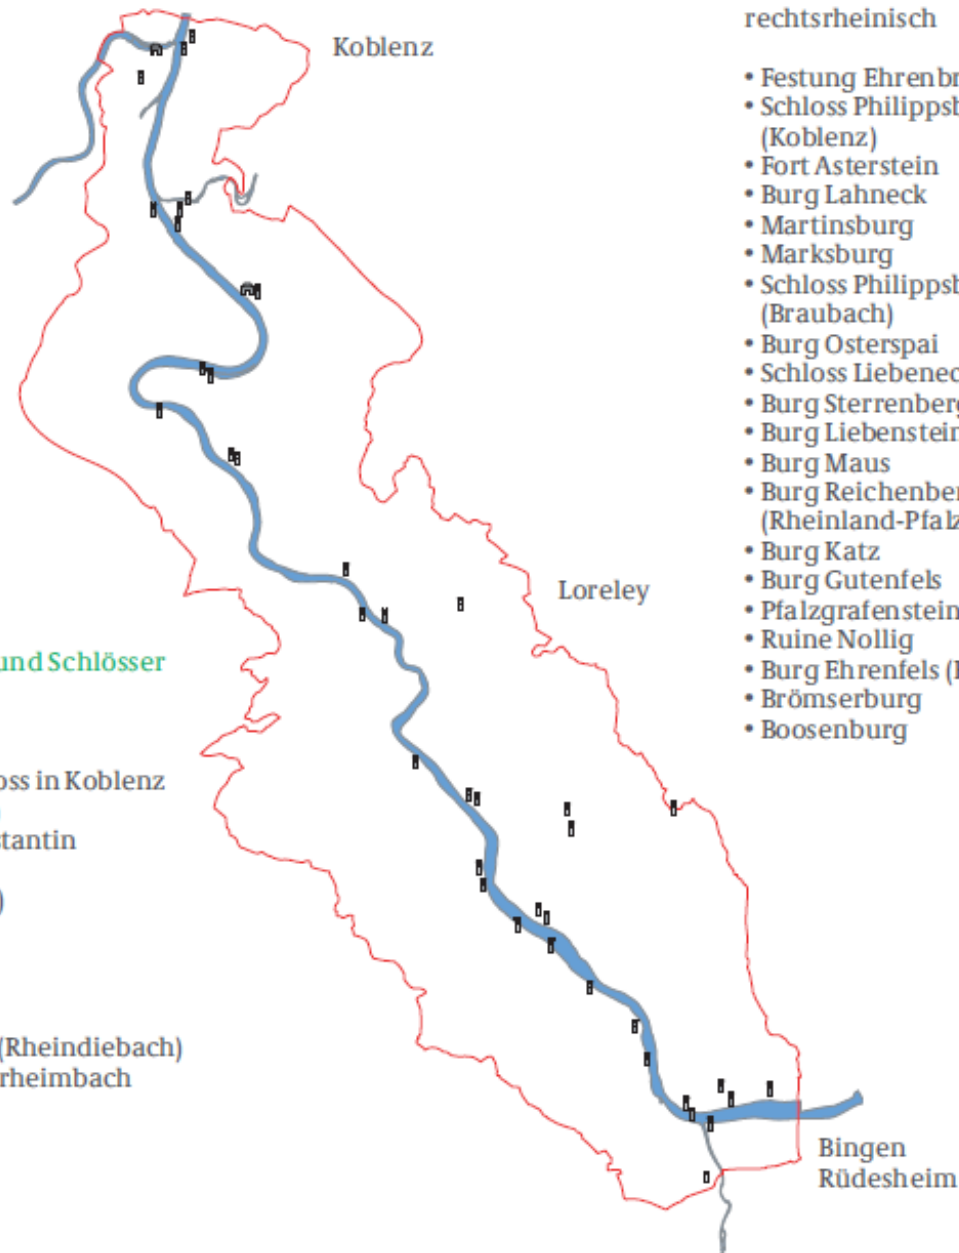 rechtsrheinisch
Koblenz
• Festung Ehrenbr
• Schloss Philippsb
(Koblenz)
• Fort Asterstein
• Burg Lahneck
• Martinsburg
• Marksburg
• Schloss Philippsb
(Braubach)
• Burg Osterspai
• Schloss Liebenec
• Burg Sterrenberg
• Burg Liebenstein
• Burg Maus
• Burg Reichenber
(Rheinland-Pfalz
• Burg Katz
• Burg Gutenfels
• Pfalzgrafenstein
• Ruine Nollig
• Burg Ehrenfels (
• Brömserburg
• Boosenburg
Loreley
und Schlösser
oss in Koblenz
)
stantin
)
(Rheindiebach)
rheimbach
Bingen
Rüdesheim